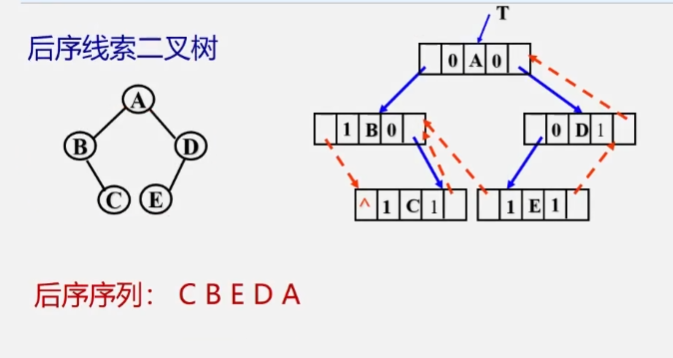 后序线索二叉树
T
0 A 0
A
1 B 0
0 D 1
B
D
^ 1 C 1
1 E 1
C
E
后序序列： C B E D A